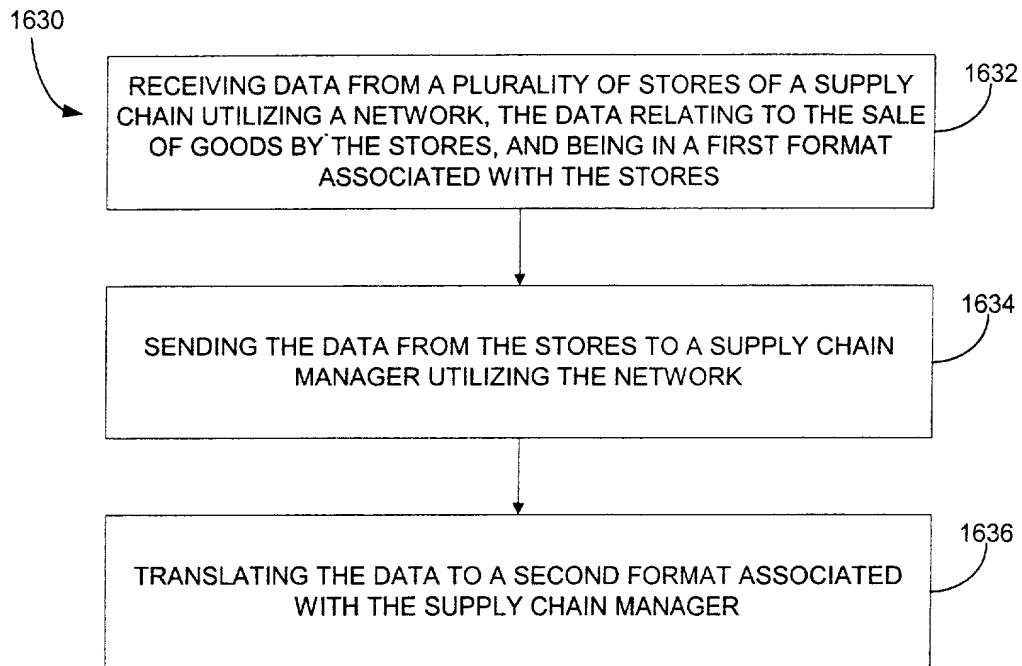 1630
RECEIVING DATA FROM A PLURALITY OF STORES OF A SUPPLY
CHAIN UTILIZING A NETWORK, THE DATA RELATING TO THE SALE
OF GOODS BY THE STORES, AND BEING IN A FIRST FORMAT
ASSOCIATED WITH THE STORES
1632
SENDING THE DATA FROM THE STORES TO A SUPPLY CHAIN
MANAGER UTILIZING THE NETWORK
1634
TRANSLATING THE DATA TO A SECOND FORMAT ASSOCIATED
WITH THE SUPPLY CHAIN MANAGER
1636